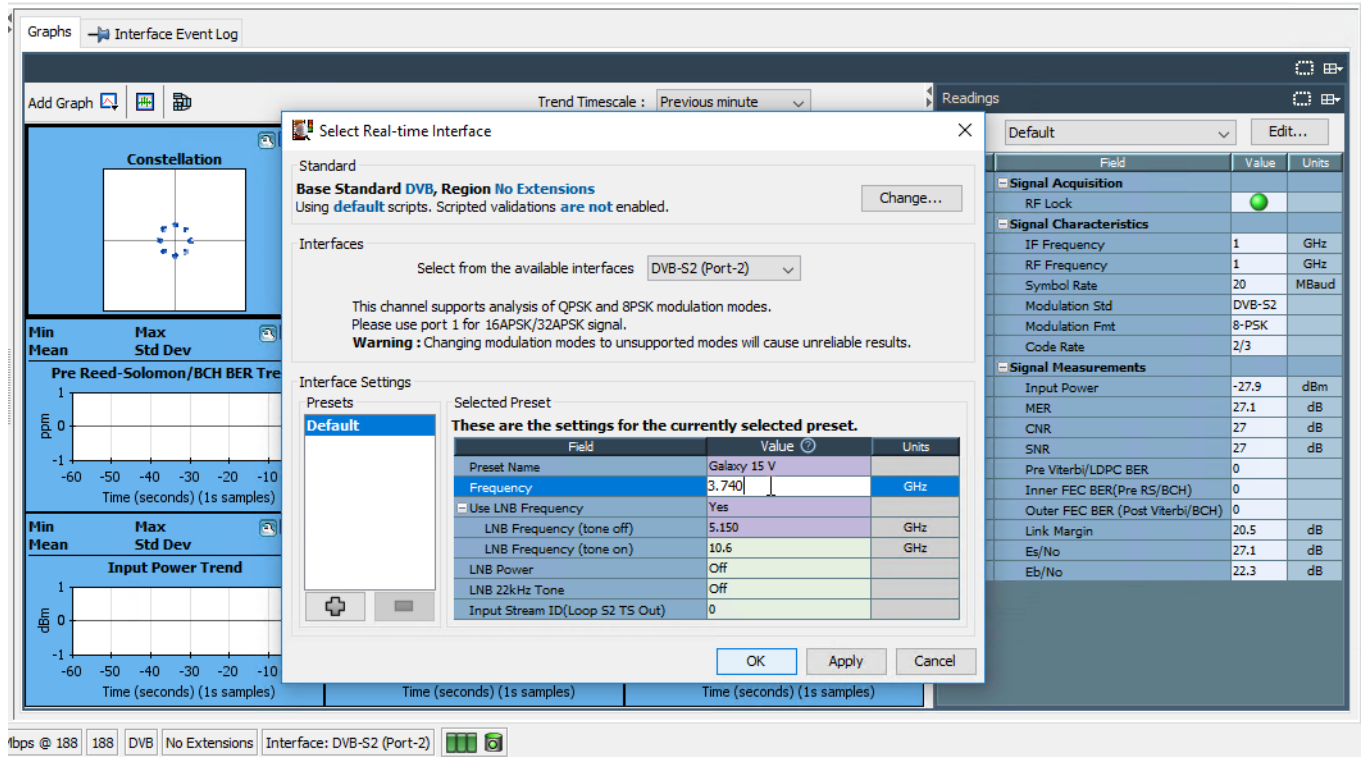 Graphs
Interface Event Log
Add Graph
Trend Timescale : Previous minute
Readings
Default
Edit...
Constellation
Min Max
Mean Std Dev
Pre Reed-Solomon/BCH BER Tre
1
0
-1
ppm
-60 -50 -40 -30 -20 -10
Time (seconds) (1s samples)
Min Max
Mean Std Dev
Input Power Trend
1
0
-1
dBm
-60 -50 -40 -30 -20 -10
Time (seconds) (1s samples)
Time (seconds) (1s samples)
Time (seconds) (1s samples)
Select Real-time Interface
Standard
Base Standard DVB, Region No Extensions
Using default scripts. Scripted validations are not enabled.
Change...
Interfaces
Select from the available interfaces DVB-S2 (Port-2)
This channel supports analysis of QPSK and 8PSK modulation modes.
Please use port 1 for 16APSK/32APSK signal.
Warning : Changing modulation modes to unsupported modes will cause unreliable results.
Interface Settings
Presets
Default
Selected Preset
These are the settings for the currently selected preset.
Field Value ? Units
Preset Name Galaxy 15 V
Frequency 3.740 GHz
Use LNB Frequency Yes
LNB Frequency (tone off) 5.150 GHz
LNB Frequency (tone on) 10.6 GHz
LNB Power Off
LNB 22kHz Tone Off
Input Stream ID(Loop S2 TS Out) 0
OK Apply Cancel
Field Value Units
Signal Acquisition
RF Lock
Signal Characteristics
IF Frequency 1 GHz
RF Frequency 1 GHz
Symbol Rate 20 MBaud
Modulation Std DVB-S2
Modulation Fmt 8-PSK
Code Rate 2/3
Signal Measurements
Input Power -27.9 dBm
MER 27.1 dB
CNR 27 dB
SNR 27 dB
Pre Viterbi/LDPC BER 0
Inner FEC BER(Pre RS/BCH) 0
Outer FEC BER (Post Viterbi/BCH) 0
Link Margin 20.5 dB
Es/No 27.1 dB
Eb/No 22.3 dB
Mbps @ 188 188 DVB No Extensions Interface: DVB-S2 (Port-2)